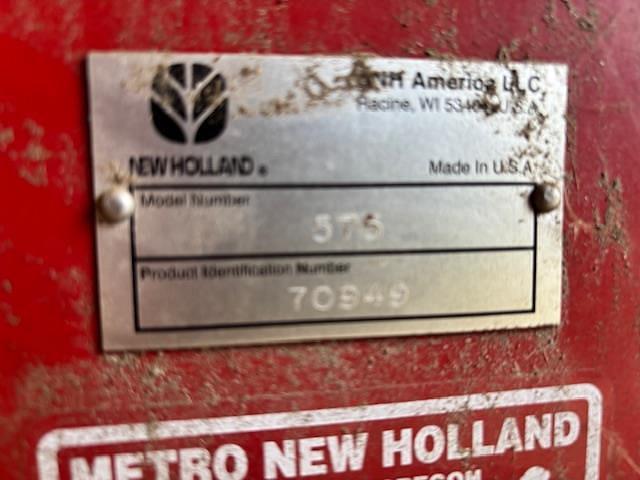 America LLC
Racine, WI U.S.A.
NEW HOLLAND ®
Made In U.S.A.
Model Number
575
Product Identification Number
70949
METRO NEW HOLLAND